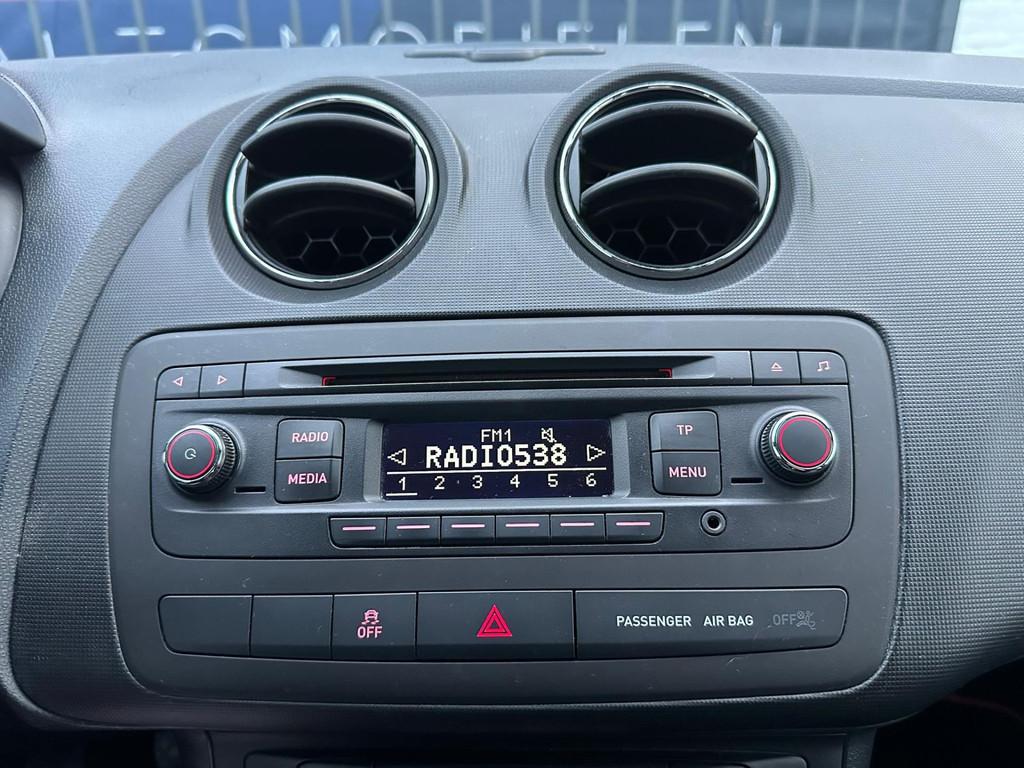 RADIO
MEDIA
FM1
RADIO538
1 2 3 4 5 6
TP
MENU
OFF
PASSENGER AIR BAG OFF